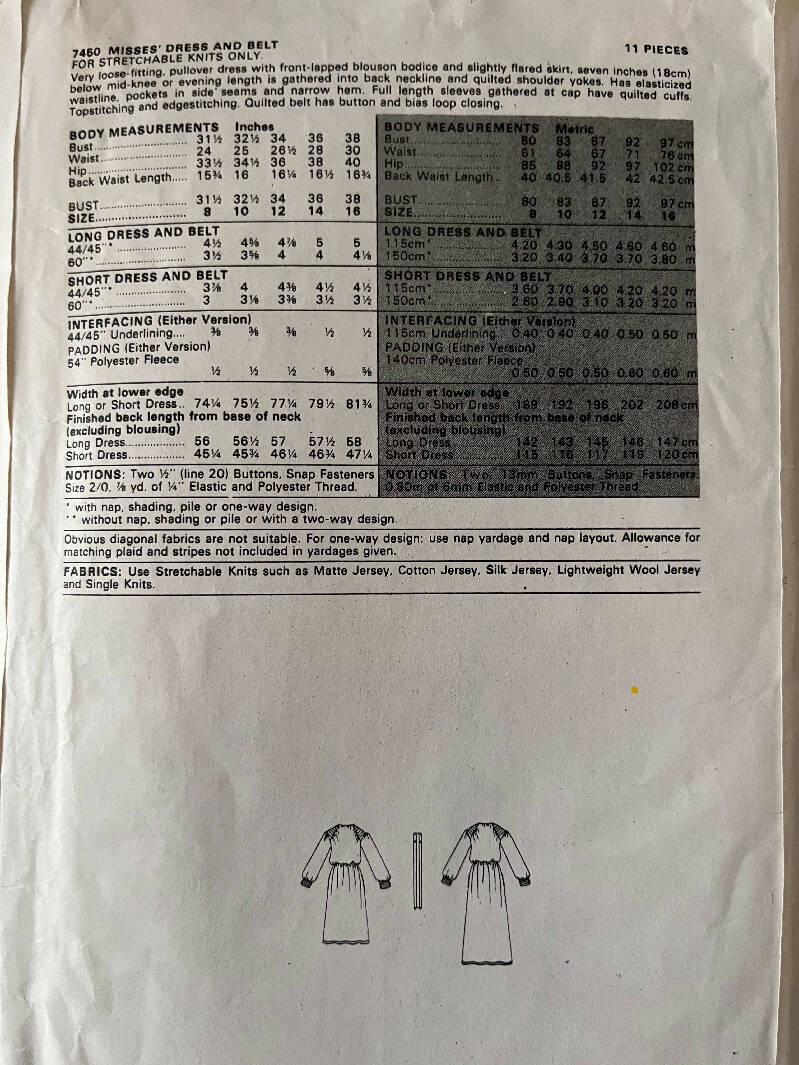 7460 MISSES' DRESS AND BELT 11 PIECES
FOR STRETCHABLE KNITS ONLY.
Very loose-fitting, pullover dress with front-lapped blouson bodice and slightly flared skirt, seven inches (18cm)
below mid-knee or evening length is gathered into back neckline and quilted shoulder yokes. Has elasticized
waistline, pockets in side seams and narrow hem. Full length sleeves gathered at cap have quilted cuffs.
Topstitching and edgestitching. Quilted belt has button and bias loop closing.
BODY MEASUREMENTS Inches
Bust 31½ 32½ 34 36 38
Waist 24 25 26½ 28 30
Hip 33½ 34½ 36 38 40
Back Waist Length 15¾ 16 16¼ 16½ 16¾
BUST 31½ 32½ 34 36 38
SIZE 8 10 12 14 16
LONG DRESS AND BELT
44/45"* 4½ 4⅝ 4⅞ 5 5
60"* 3½ 3⅝ 4 4 4⅛
SHORT DRESS AND BELT
44/45"* 3⅞ 4 4⅜ 4½ 4½
60"* 3 3⅛ 3⅜ 3½ 3½
INTERFACING (Either Version)
44/45" Underlining... ⅜ ⅜ ⅜ ½ ½
PADDING (Either Version)
54" Polyester Fleece
½ ½ ½ ⅝ ⅝
Width at lower edge
Long or Short Dress.. 74¼ 75½ 77¼ 79½ 81¾
Finished back length from base of neck
(excluding blousing)
Long Dress 56 56½ 57 57½ 58
Short Dress 45¼ 45¾ 46¼ 46¾ 47¼
NOTIONS: Two ½" (line 20) Buttons, Snap Fasteners
Size 2/0, ⅞ yd. of ¼" Elastic and Polyester Thread.
BODY MEASUREMENTS Metric
Bust 80 83 87 92 97 cm
Waist 61 64 67 71 76 cm
Hip 85 88 92 97 102 cm
Back Waist Length.. 40 40.5 41.5 42 42.5 cm
BUST 80 83 87 92 97 cm
SIZE 8 10 12 14 16
LONG DRESS AND BELT
115cm* 4.20 4.30 4.50 4.60 4.60 m
150cm* 3.20 3.40 3.70 3.70 3.80 m
SHORT DRESS AND BELT
115cm* 3.60 3.70 4.00 4.20 4.20 m
150cm* 2.80 2.90 3.10 3.20 3.20 m
INTERFACING (Either Version)
115cm Underlining 0.40 0.40 0.40 0.50 0.50 m
PADDING (Either Version)
140cm Polyester Fleece
0.50 0.50 0.50 0.60 0.60 m
Width at lower edge
Long or Short Dress 189 192 196 202 208 cm
Finished back length from base of neck
(excluding blousing)
Long Dress 142 143 145 146 147 cm
Short Dress 115 116 117 119 120 cm
NOTIONS: Two 13mm Buttons, Snap Fasteners
0.80m of 6mm Elastic and Polyester Thread
* with nap, shading, pile or one-way design.
** without nap, shading or pile or with a two-way design.
Obvious diagonal fabrics are not suitable. For one-way design: use nap yardage and nap layout. Allowance for
matching plaid and stripes not included in yardages given.
FABRICS: Use Stretchable Knits such as Matte Jersey, Cotton Jersey, Silk Jersey, Lightweight Wool Jersey
and Single Knits.